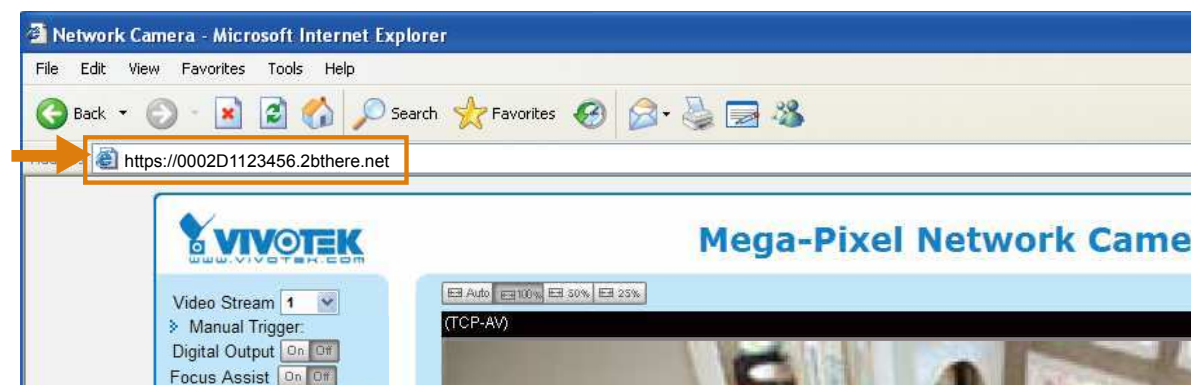 Network Camera - Microsoft Internet Explorer
File Edit View Favorites Tools Help
Back Search Favorites
https://0002D1123456.2bthere.net
VIVOTEK
www.vivotek.com
Mega-Pixel Network Came
Video Stream 1
Manual Trigger:
Digital Output On Off
Focus Assist On Off
Auto 100% 50% 25%
(TCP-AV)